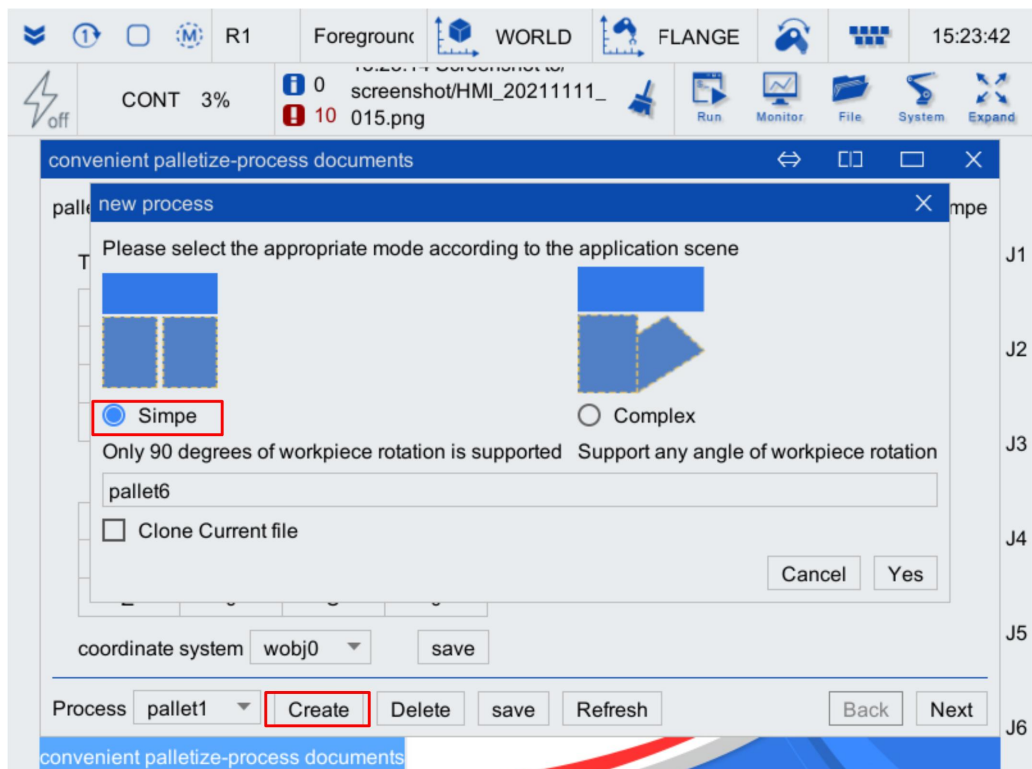 1 M R1 Foreground WORLD FLANGE 15:23:42
off CONT 3% 0 screenshot/HMI_20211111_ Run Monitor File System Expand
10 015.png
convenient palletize-process documents
new process
Please select the appropriate mode according to the application scene
J1
J2
Simpe Complex
Only 90 degrees of workpiece rotation is supported Support any angle of workpiece rotation
J3
pallet6
Clone Current file
J4
Cancel Yes
coordinate system wobj0 save
J5
Process pallet1 Create Delete save Refresh Back Next
J6
convenient palletize-process documents